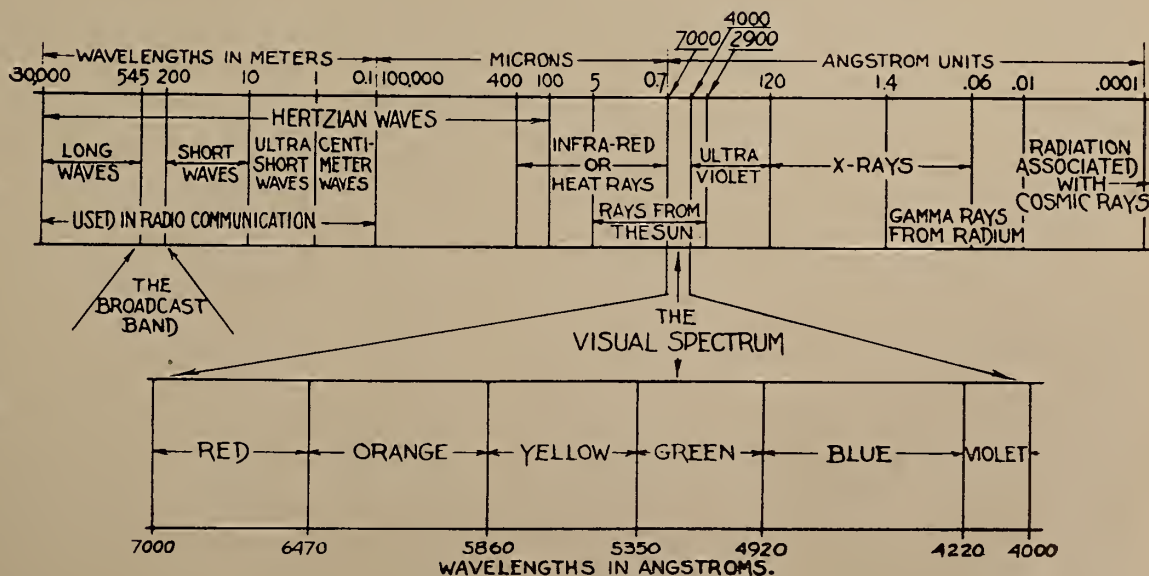 4000
7000 2900
WAVELENGTHS IN METERS MICRONS ANGSTROM UNITS
30,000 545 200 10 1 0.1 100,000 400 100 5 0.7 120 1.4 .06 .01 .0001
HERTZIAN WAVES
LONG
WAVES
SHORT
WAVES
ULTRA
SHORT
WAVES
CENTI-
METER
WAVES
INFRA-RED
OR
HEAT RAYS
ULTRA
VIOLET
X-RAYS
RADIATION
ASSOCIATED
WITH
COSMIC RAYS
USED IN RADIO COMMUNICATION
RAYS FROM
THE SUN
GAMMA RAYS
FROM RADIUM
THE
BROADCAST
BAND
THE
VISUAL SPECTRUM
RED ORANGE YELLOW GREEN BLUE VIOLET
7000 6470 5860 5350 4920 4220 4000
WAVELENGTHS IN ANGSTROMS.